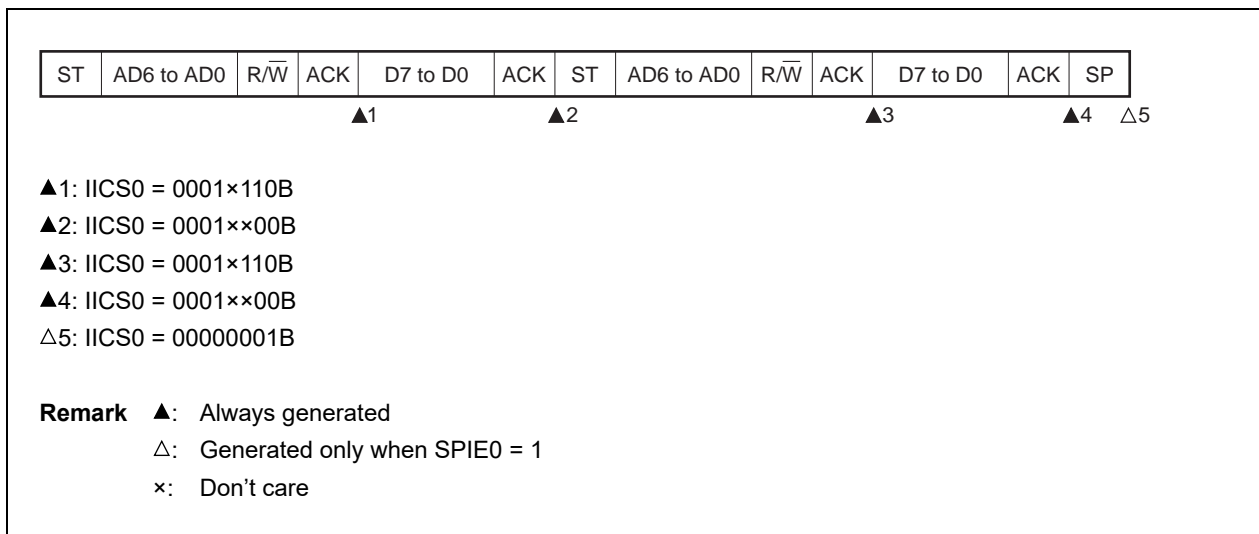 ST AD6 to AD0 R/W̅ ACK D7 to D0 ACK ST AD6 to AD0 R/W̅ ACK D7 to D0 ACK SP
▲1 ▲2 ▲3 ▲4 △5
▲1: IICS0 = 0001×110B
▲2: IICS0 = 0001××00B
▲3: IICS0 = 0001×110B
▲4: IICS0 = 0001××00B
△5: IICS0 = 00000001B
Remark ▲: Always generated
△: Generated only when SPIE0 = 1
×: Don't care